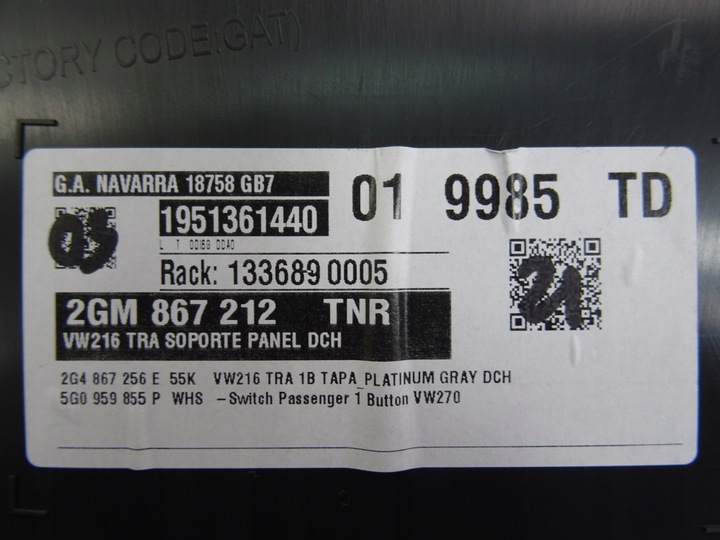 CTORY CODE:GAT)
G.A. NAVARRA 18758 GB7
1951361440 01 9985 TD
03
Rack: 133689 0005
21
2GM 867 212 TNR
VW216 TRA SOPORTE PANEL DCH
2G4 867 256 E 55K VW216 TRA 1B TAPA_PLATINUM GRAY DCH
5G0 959 855 P WHS -Switch Passenger 1 Button VW270